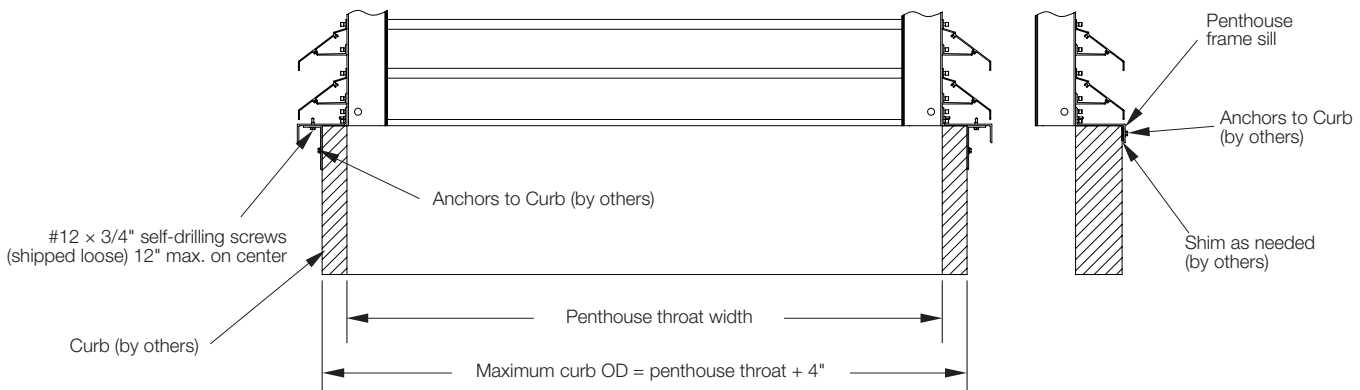 Penthouse
frame sill
Anchors to Curb
(by others)
Anchors to Curb (by others)
#12 × 3/4" self-drilling screws
(shipped loose) 12" max. on center
Shim as needed
(by others)
Penthouse throat width
Curb (by others)
Maximum curb OD = penthouse throat + 4"